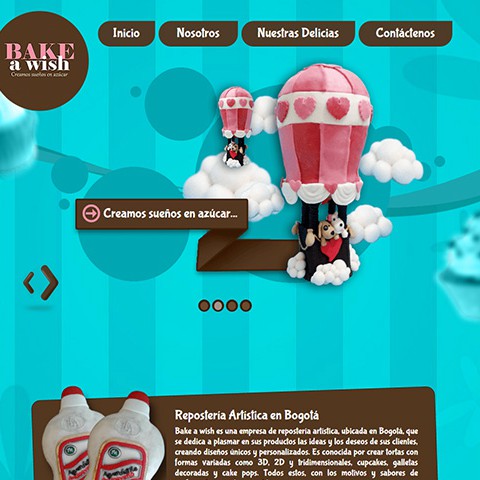 BAKE
a wish
Creamos sueños en azúcar
Inicio
Nosotros
Nuestras Delicias
Contáctenos
Creamos sueños en azúcar...
Repostería Artística en Bogotá
Bake a wish es una empresa de repostería artística, ubicada en Bogotá, que
se dedica a plasmar en sus productos las ideas y los deseos de sus clientes,
creando diseños únicos y personalizados. Es conocida por crear tortas con
formas variadas como 3D, 2D y tridimensionales, cupcakes, galletas
decoradas y cake pops. Todos estos, con los motivos y sabores de